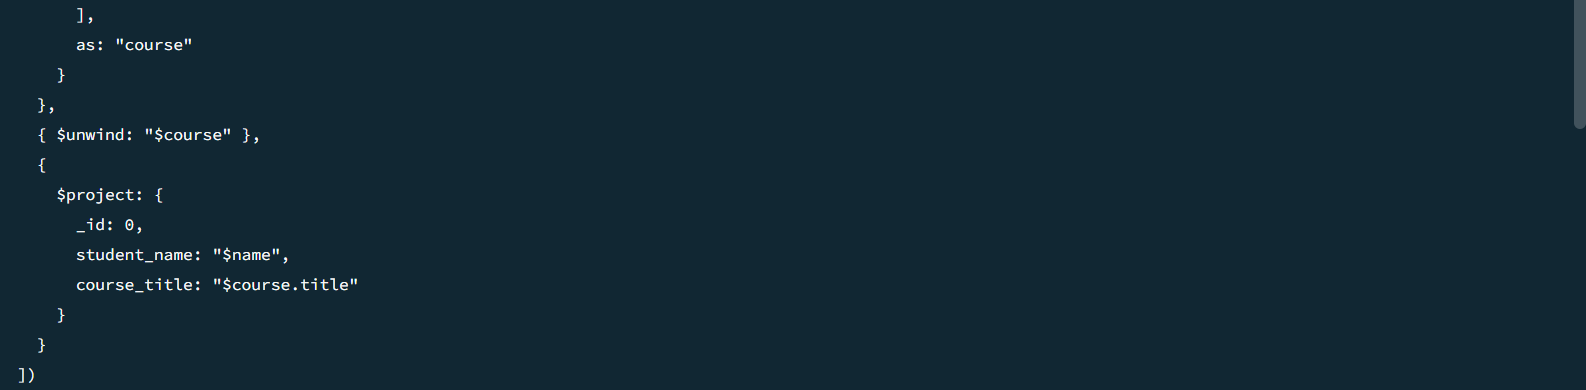 ],
as: "course"
}
},
{ $unwind: "$course" },
{
$project: {
_id: 0,
student_name: "$name",
course_title: "$course.title"
}
}
])